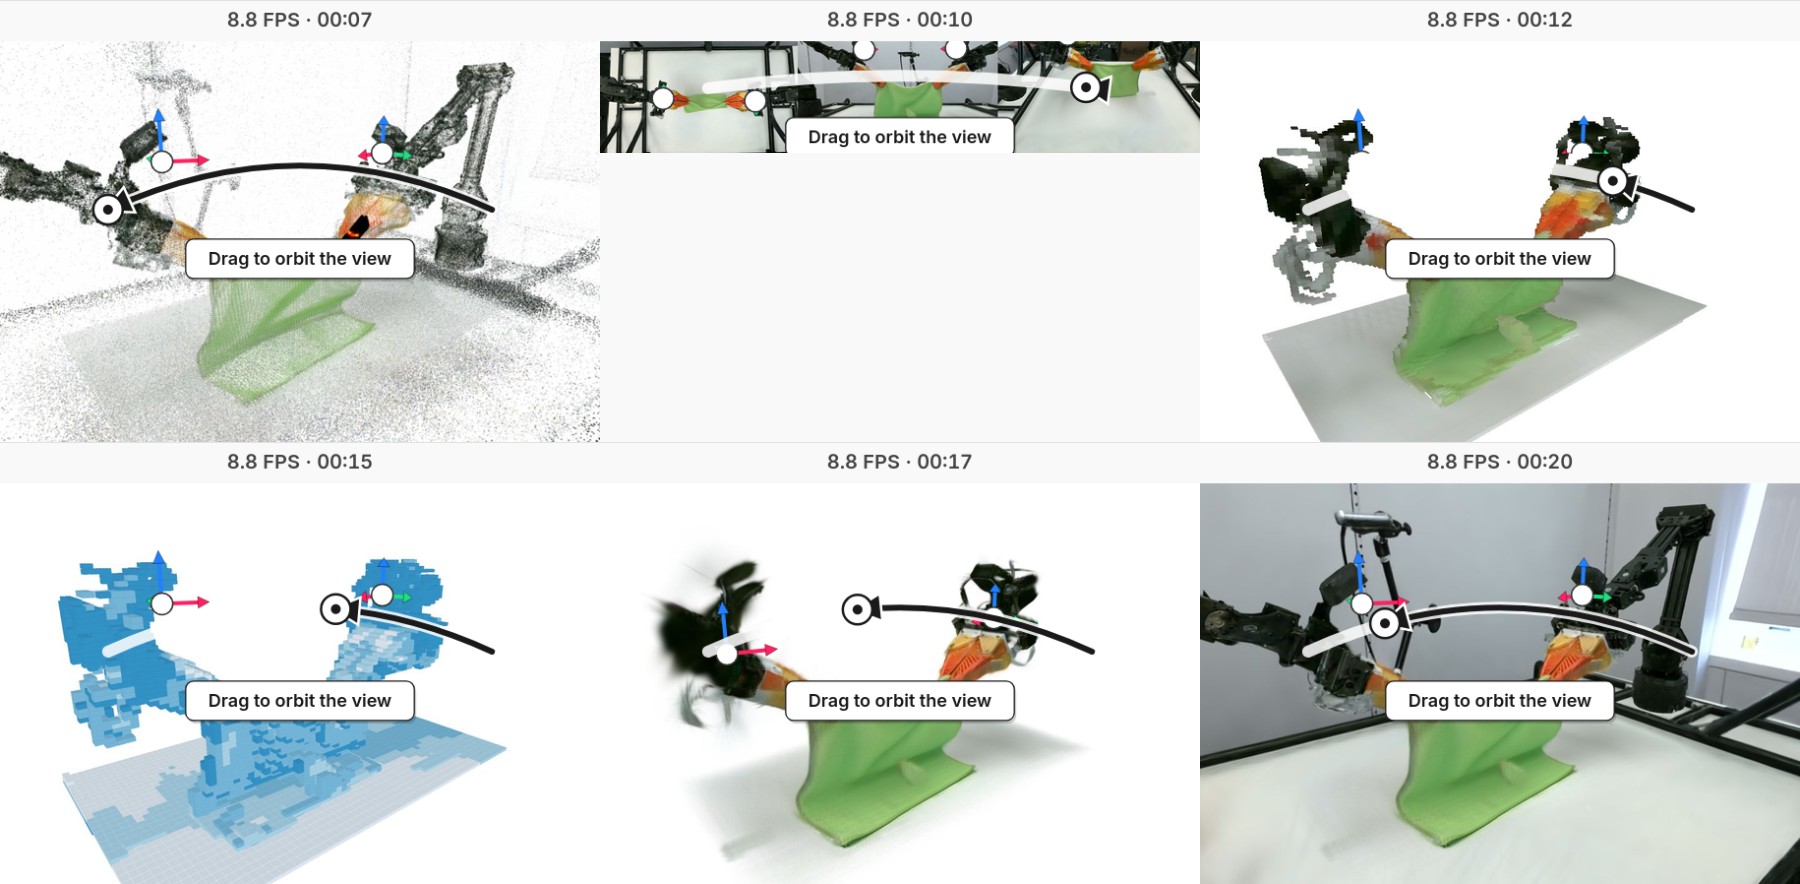 8.8 FPS · 00:07
8.8 FPS · 00:10
8.8 FPS · 00:12
Drag to orbit the view
Drag to orbit the view
Drag to orbit the view
8.8 FPS · 00:15
8.8 FPS · 00:17
8.8 FPS · 00:20
Drag to orbit the view
Drag to orbit the view
Drag to orbit the view